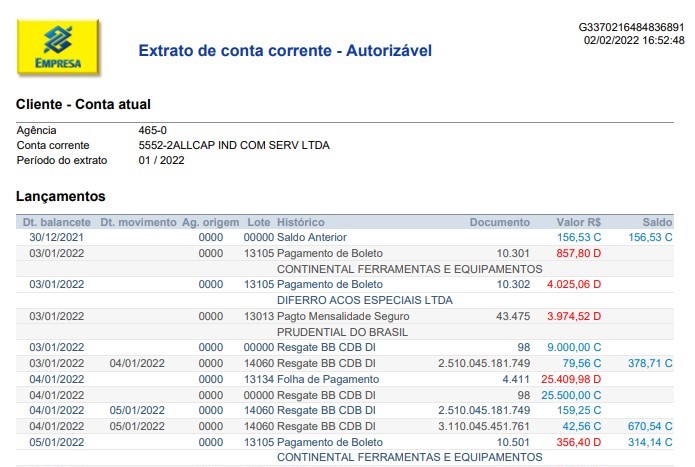 G3370216484836891
02/02/2022 16:52:48
EMPRESA
Extrato de conta corrente - Autorizável
Cliente - Conta atual
Agência 465-0
Conta corrente 5552-2ALLCAP IND COM SERV LTDA
Período do extrato 01 / 2022
Lançamentos
Dt. balancete Dt. movimento Ag. origem Lote Histórico Documento Valor R$ Saldo
30/12/2021 0000 00000 Saldo Anterior 156,53 C 156,53 C
03/01/2022 0000 13105 Pagamento de Boleto 10.301 857,80 D
CONTINENTAL FERRAMENTAS E EQUIPAMENTOS
03/01/2022 0000 13105 Pagamento de Boleto 10.302 4.025,06 D
DIFERRO ACOS ESPECIAIS LTDA
03/01/2022 0000 13013 Pagto Mensalidade Seguro 43.475 3.974,52 D
PRUDENTIAL DO BRASIL
03/01/2022 0000 00000 Resgate BB CDB DI 98 9.000,00 C
03/01/2022 04/01/2022 0000 14060 Resgate BB CDB DI 2.510.045.181.749 79,56 C 378,71 C
04/01/2022 0000 13134 Folha de Pagamento 4.411 25.409,98 D
04/01/2022 0000 00000 Resgate BB CDB DI 98 25.500,00 C
04/01/2022 05/01/2022 0000 14060 Resgate BB CDB DI 2.510.045.181.749 159,25 C
04/01/2022 05/01/2022 0000 14060 Resgate BB CDB DI 3.110.045.451.761 42,56 C 670,54 C
05/01/2022 0000 13105 Pagamento de Boleto 10.501 356,40 D 314,14 C
CONTINENTAL FERRAMENTAS E EQUIPAMENTOS